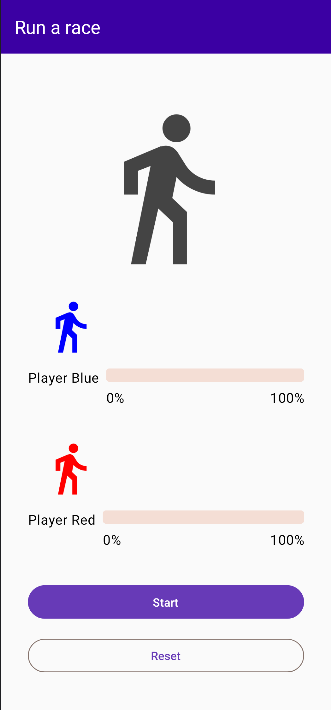 Run a race
Player Blue
0% 100%
Player Red
0% 100%
Start
Reset